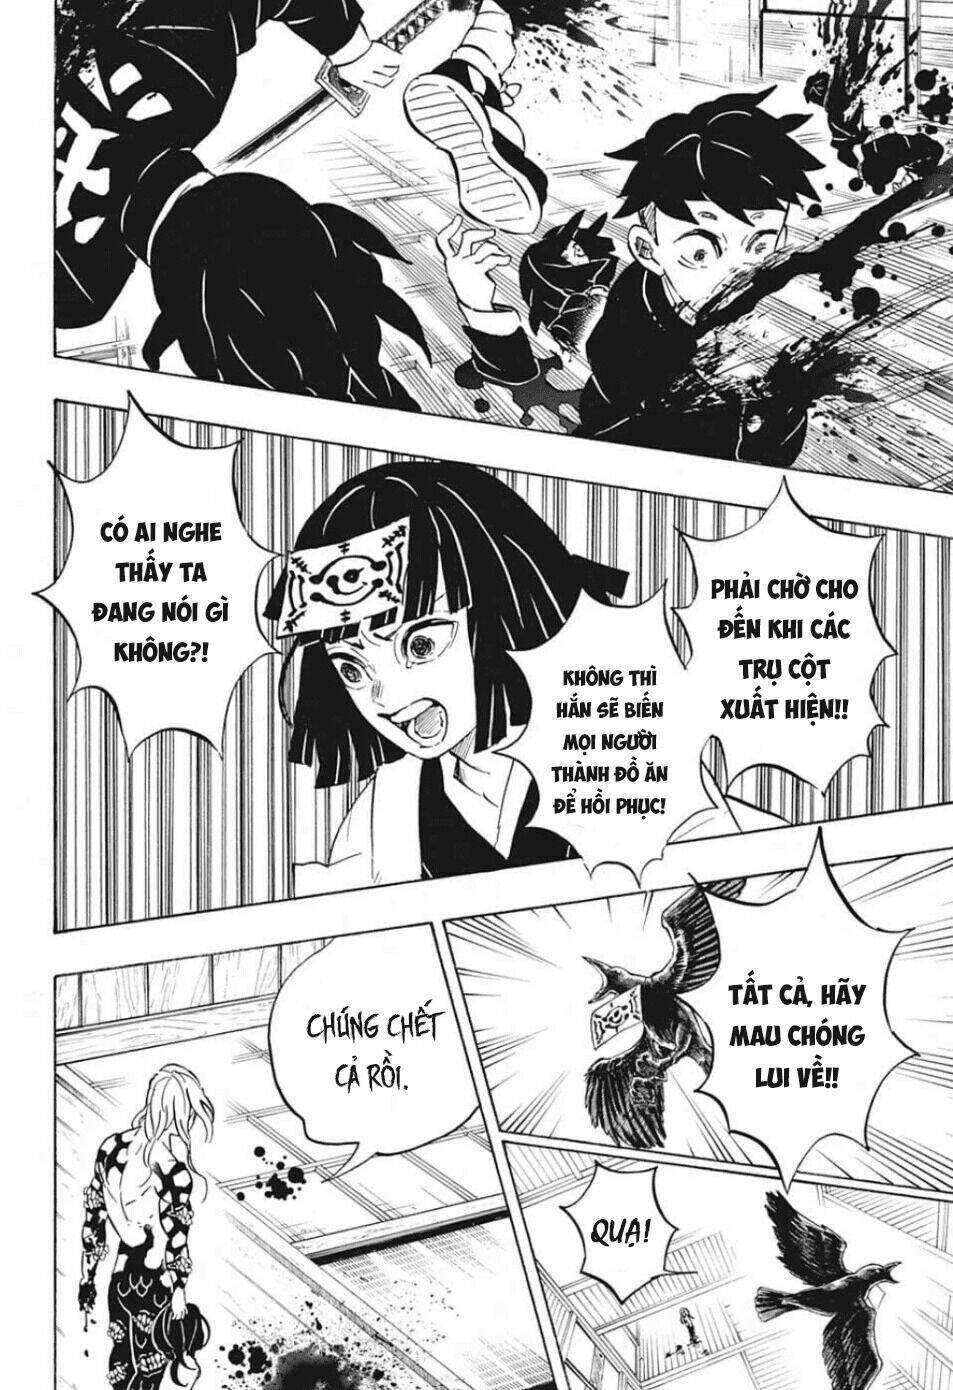 PHẢI CHỜ CHO
ĐẾN KHI CÁC
TRỤ CỘT
XUẤT HIỆN!!
KHÔNG THÌ
HẮN SẼ BIẾN
MỌI NGƯỜI
THÀNH ĐỒ ĂN
ĐỂ HỒI PHỤC!
CÓ AI NGHE
THẤY TA
ĐANG NÓI GÌ
KHÔNG?!
TẤT CẢ, HÃY
MAU CHÓNG
LUI VỀ!!
QUẠ!
CHÚNG CHẾT
CẢ RỒI.